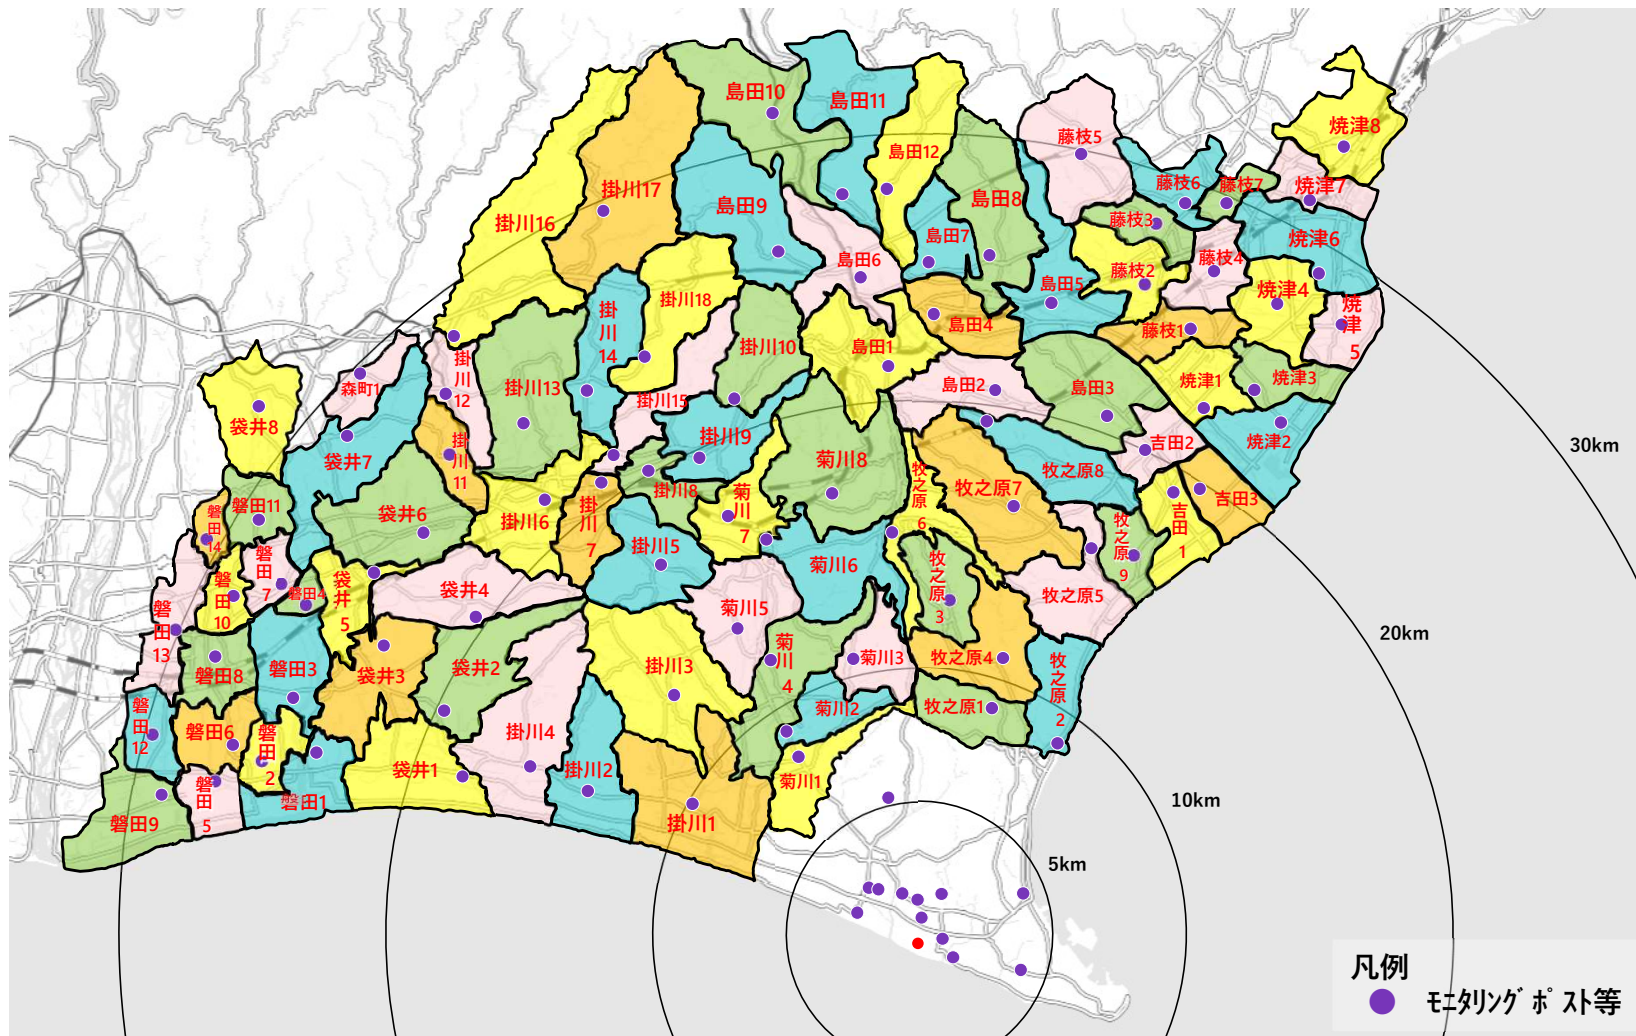 島田10
島田11
焼津8
藤枝5
島田12
掛川17
掛川16
島田9
島田8
藤枝6
藤枝7
焼津7
藤枝3
島田7
焼津6
島田6
藤枝4
藤枝2
島田5
掛川18
焼津4
掛川14
島田4
藤枝1
焼津5
掛川10
島田1
掛川12
掛川13
森町1
島田2
島田3
焼津1
焼津3
掛川15
袋井8
掛川9
吉田2
焼津2
30km
掛川11
袋井7
菊川8
牧之原8
牧之原6
牧之原7
掛川8
磐田11
磐田14
袋井6
掛川6
掛川7
菊川7
吉田3
吉田1
牧之原9
掛川5
菊川6
磐田7
磐田10
磐田4
袋井5
袋井4
牧之原3
牧之原5
菊川5
20km
磐田13
磐田8
磐田3
袋井3
袋井2
掛川3
菊川4
菊川3
牧之原4
牧之原2
磐田12
磐田6
磐田2
掛川4
菊川2
牧之原1
袋井1
掛川2
菊川1
磐田5
磐田1
磐田9
掛川1
10km
5km
凡例
ﾓﾆﾀﾘﾝｸﾞﾎﾟｽﾄ等